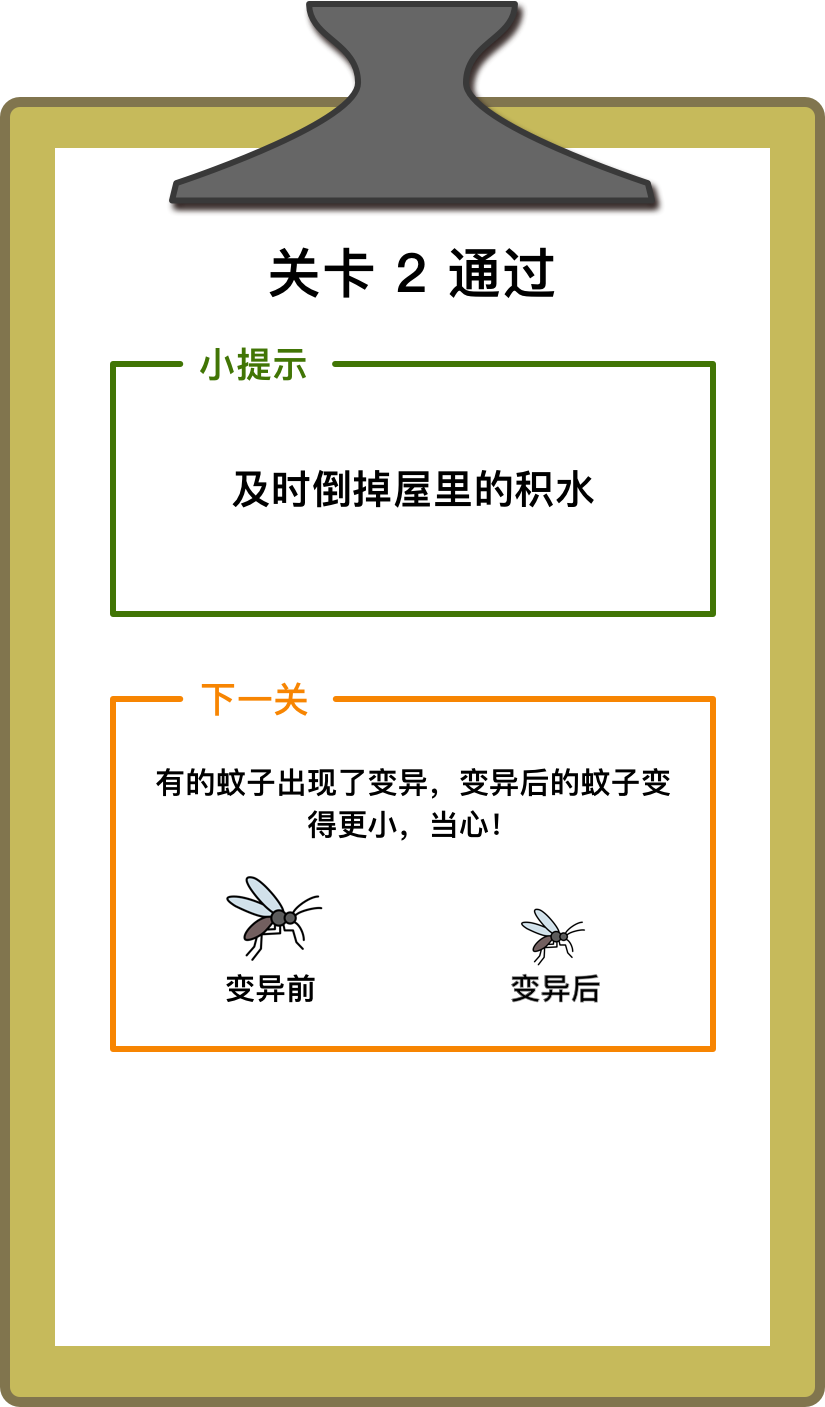 关卡 2 通过
小提示
及时倒掉屋里的积水
下一关
有的蚊子出现了变异，变异后的蚊子变
得更小，当心！
变异前
变异后